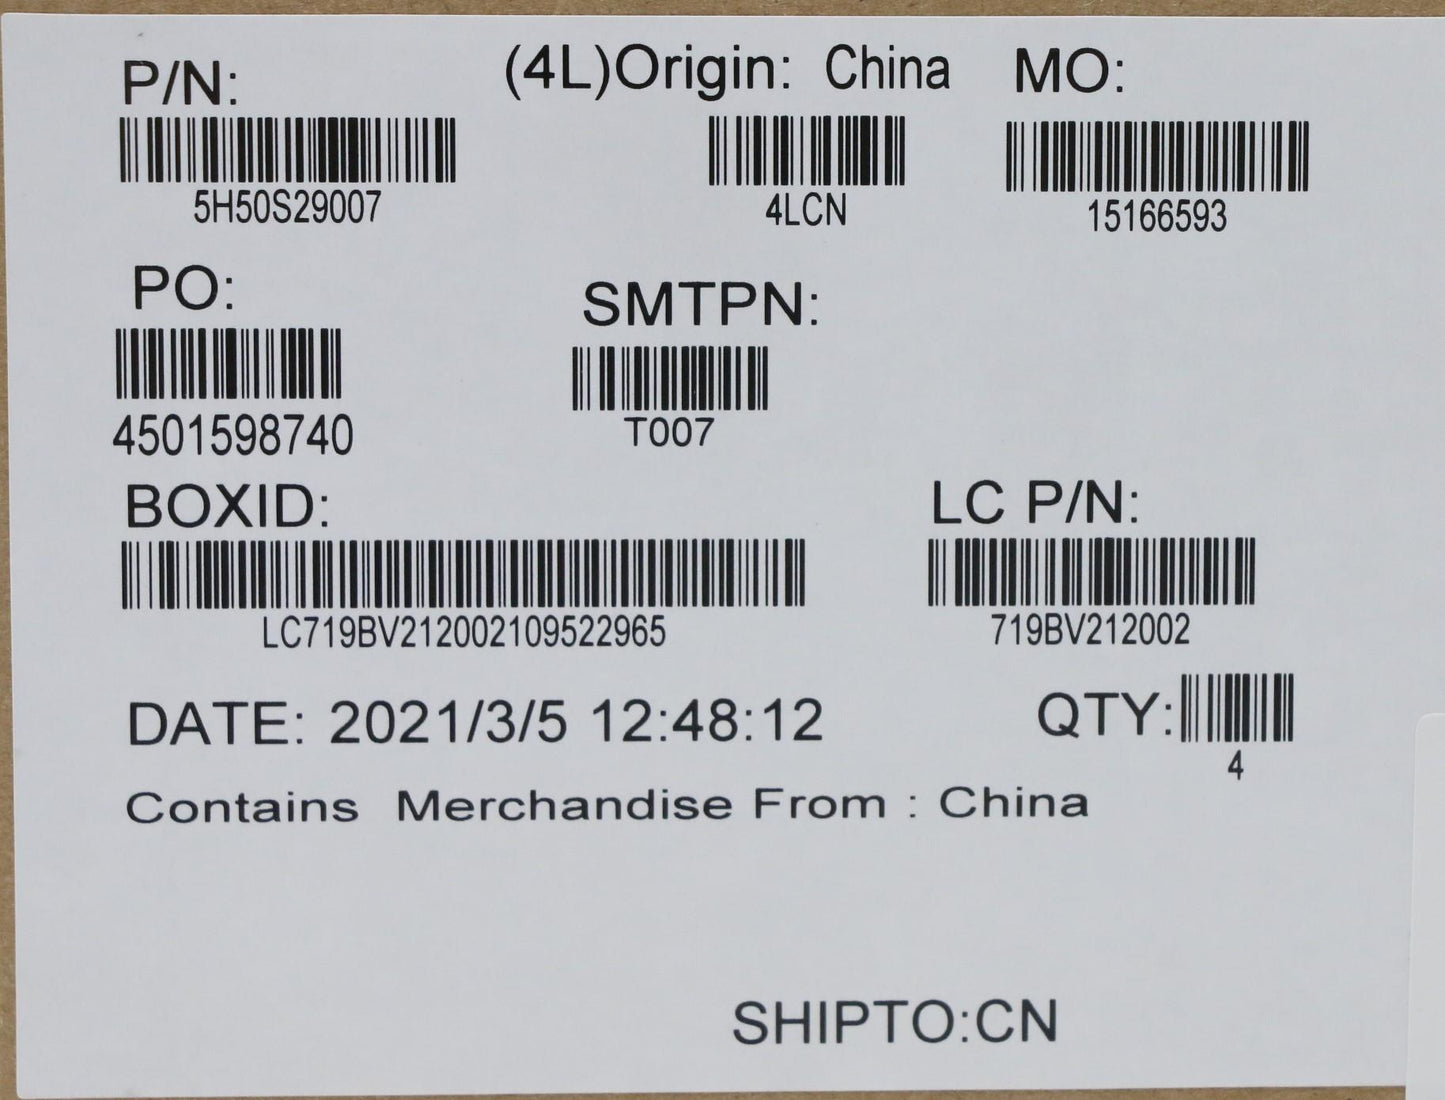 P/N: (4L)Origin: China MO:
5H50S29007 4LCN 15166593
PO: SMTPN:
4501598740 T007
BOXID: LC P/N:
LC719BV212002109522965 719BV212002
DATE: 2021/3/5 12:48:12 QTY:
4
Contains Merchandise From : China
SHIPTO:CN